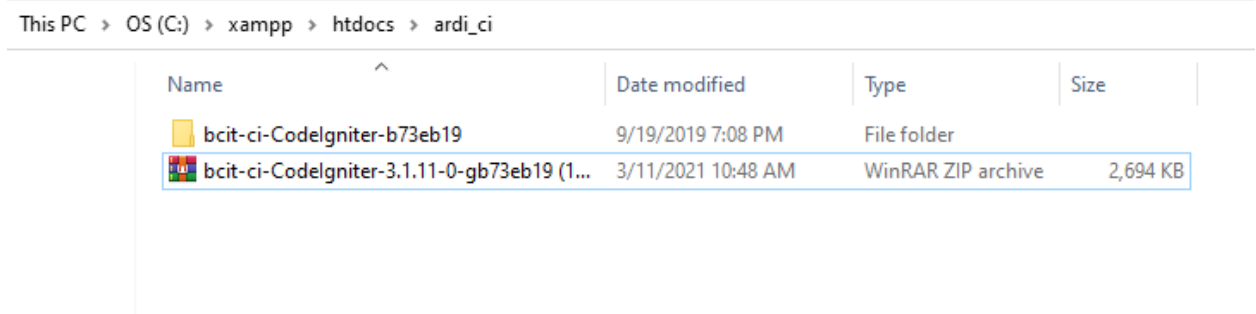 This PC > OS (C:) > xampp > htdocs > ardi_ci
Name Date modified Type Size
bcit-ci-CodeIgniter-b73eb19 9/19/2019 7:08 PM File folder
bcit-ci-CodeIgniter-3.1.11-0-gb73eb19 (1... 3/11/2021 10:48 AM WinRAR ZIP archive 2,694 KB